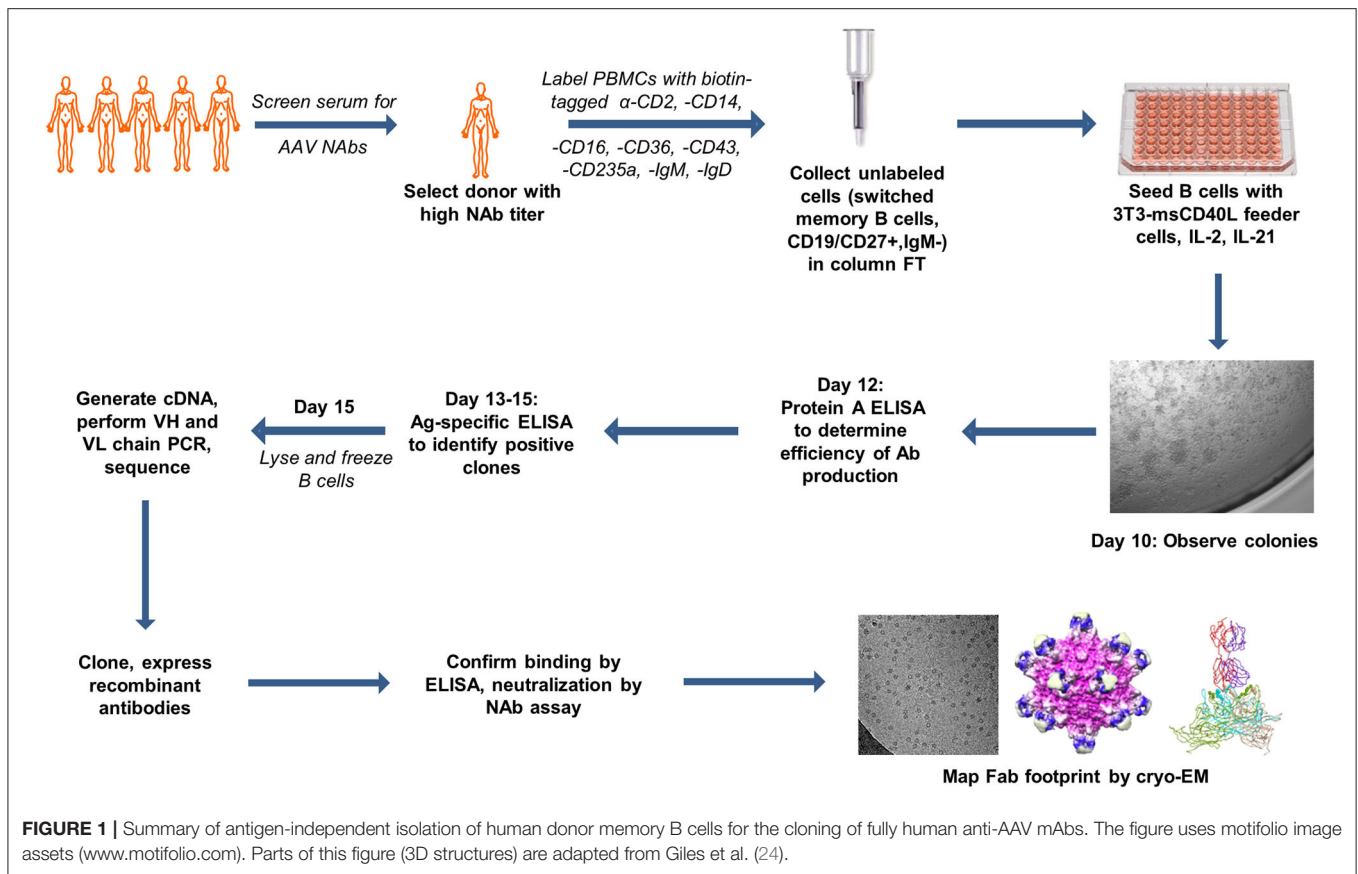 Screen serum for
AAV NAbs
Select donor with
high NAb titer
Label PBMCs with biotin-
tagged α-CD2, -CD14,
-CD16, -CD36, -CD43,
-CD235a, -IgM, -IgD
Collect unlabeled
cells (switched
memory B cells,
CD19/CD27+,IgM-)
in column FT
Seed B cells with
3T3-msCD40L feeder
cells, IL-2, IL-21
Day 10: Observe colonies
Day 12:
Protein A ELISA
to determine
efficiency of Ab
production
Day 13-15:
Ag-specific ELISA
to identify positive
clones
Day 15
Lyse and freeze
B cells
Generate cDNA,
perform VH and
VL chain PCR,
sequence
Clone, express
recombinant
antibodies
Confirm binding by
ELISA, neutralization by
NAb assay
Map Fab footprint by cryo-EM
FIGURE 1 | Summary of antigen-independent isolation of human donor memory B cells for the cloning of fully human anti-AAV mAbs. The figure uses motifolio image
assets (www.motifolio.com). Parts of this figure (3D structures) are adapted from Giles et al. (24).